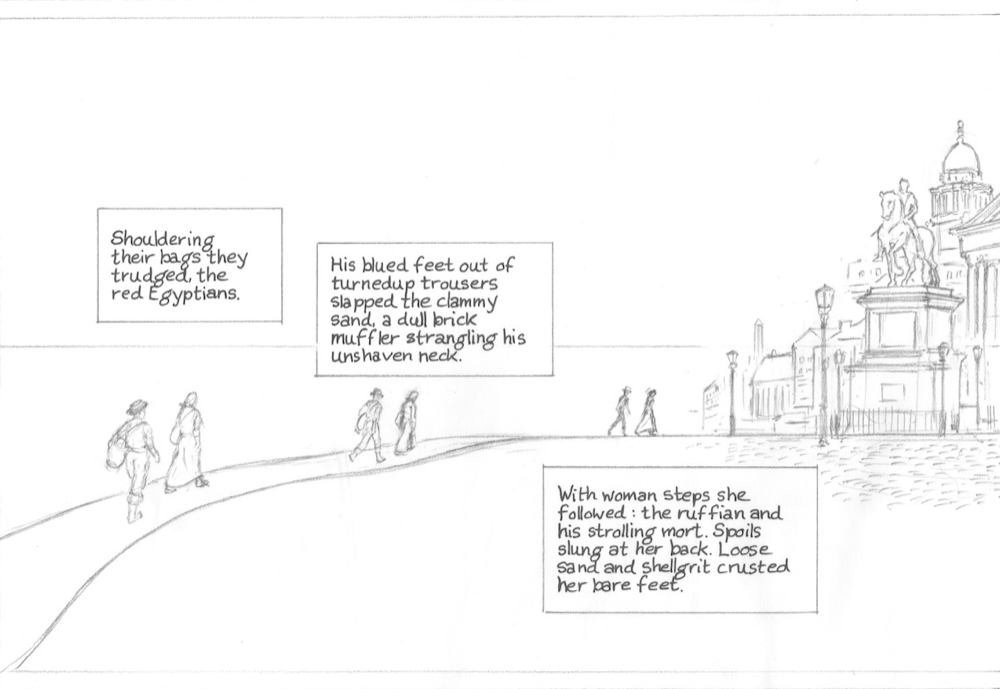 Shouldering
their bags they
trudged, the
red Egyptians.
His blued feet out of
turnedup trousers
slapped the clammy
sand, a dull brick
muffler strangling his
unshaven neck.
With woman steps she
followed : the ruffian and
his strolling mort. Spoils
slung at her back. Loose
sand and shellgrit crusted
her bare feet.